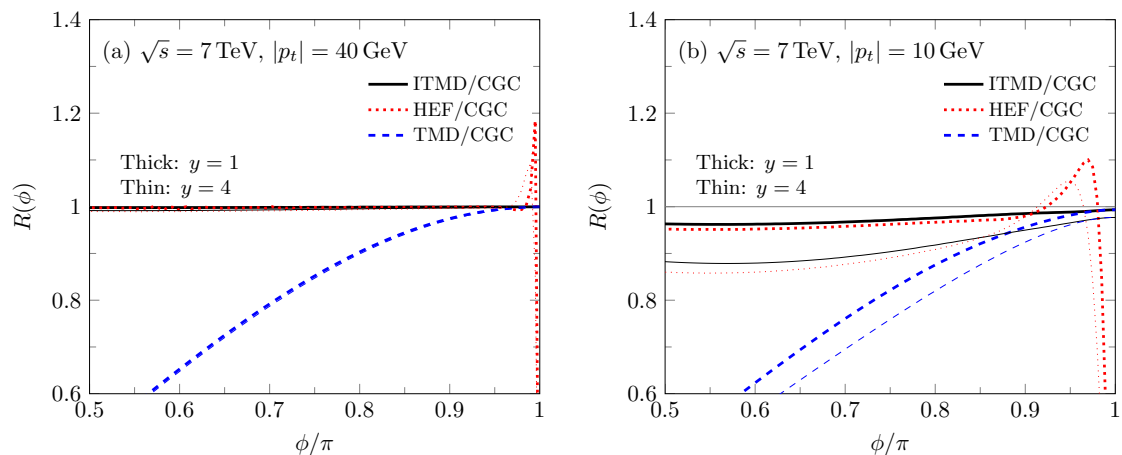 (a) √s = 7 TeV, |p_t| = 40 GeV
ITMD/CGC
HEF/CGC
TMD/CGC
Thick: y = 1
Thin: y = 4
R(ϕ)
1.4
1.2
1
0.8
0.6
0.5 0.6 0.7 0.8 0.9 1
ϕ/π
(b) √s = 7 TeV, |p_t| = 10 GeV
ITMD/CGC
HEF/CGC
TMD/CGC
Thick: y = 1
Thin: y = 4
R(ϕ)
1.4
1.2
1
0.8
0.6
0.5 0.6 0.7 0.8 0.9 1
ϕ/π